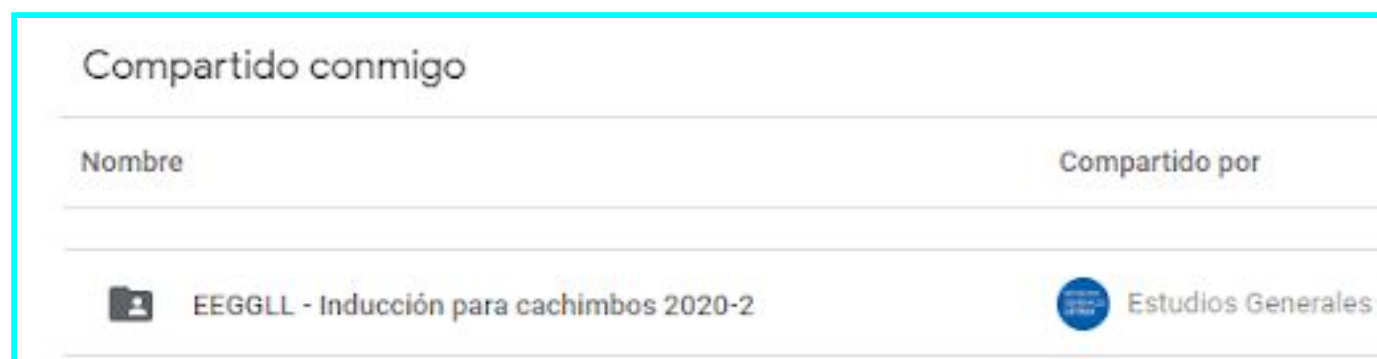 Compartido conmigo
Nombre Compartido por
EEGGLL - Inducción para cachimbos 2020-2 Estudios Generales